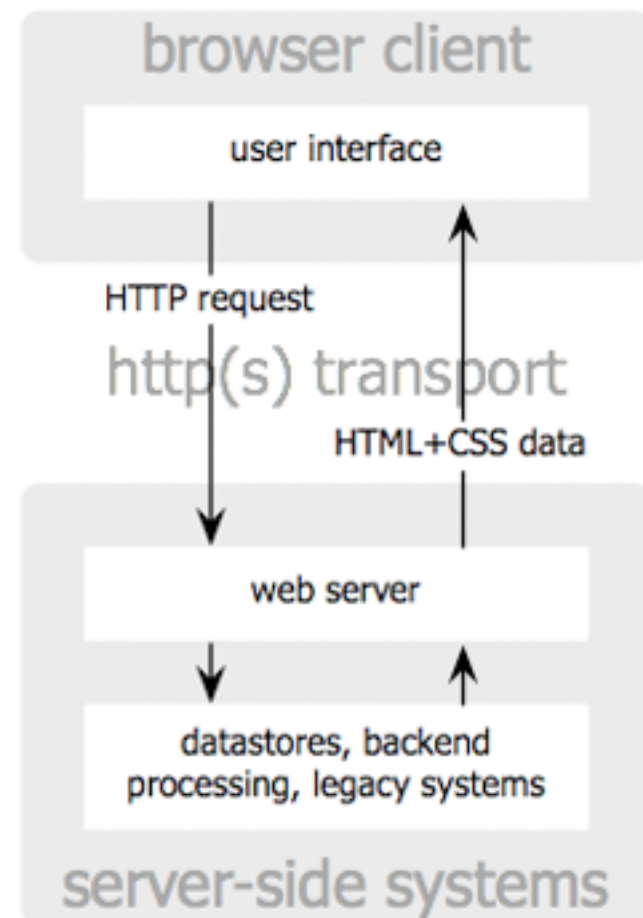 browser client
user interface
HTTP request
http(s) transport
HTML+CSS data
web server
datastores, backend
processing, legacy systems
server-side systems